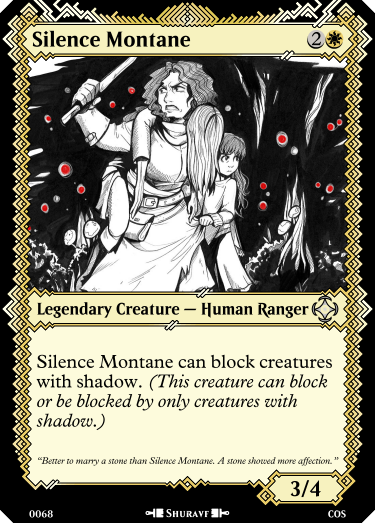 Silence Montane 2
Legendary Creature — Human Ranger
Silence Montane can block creatures
with shadow. (This creature can block
or be blocked by only creatures with
shadow.)
“Better to marry a stone than Silence Montane. A stone showed more affection.”
3/4
0068 Shurayf COS